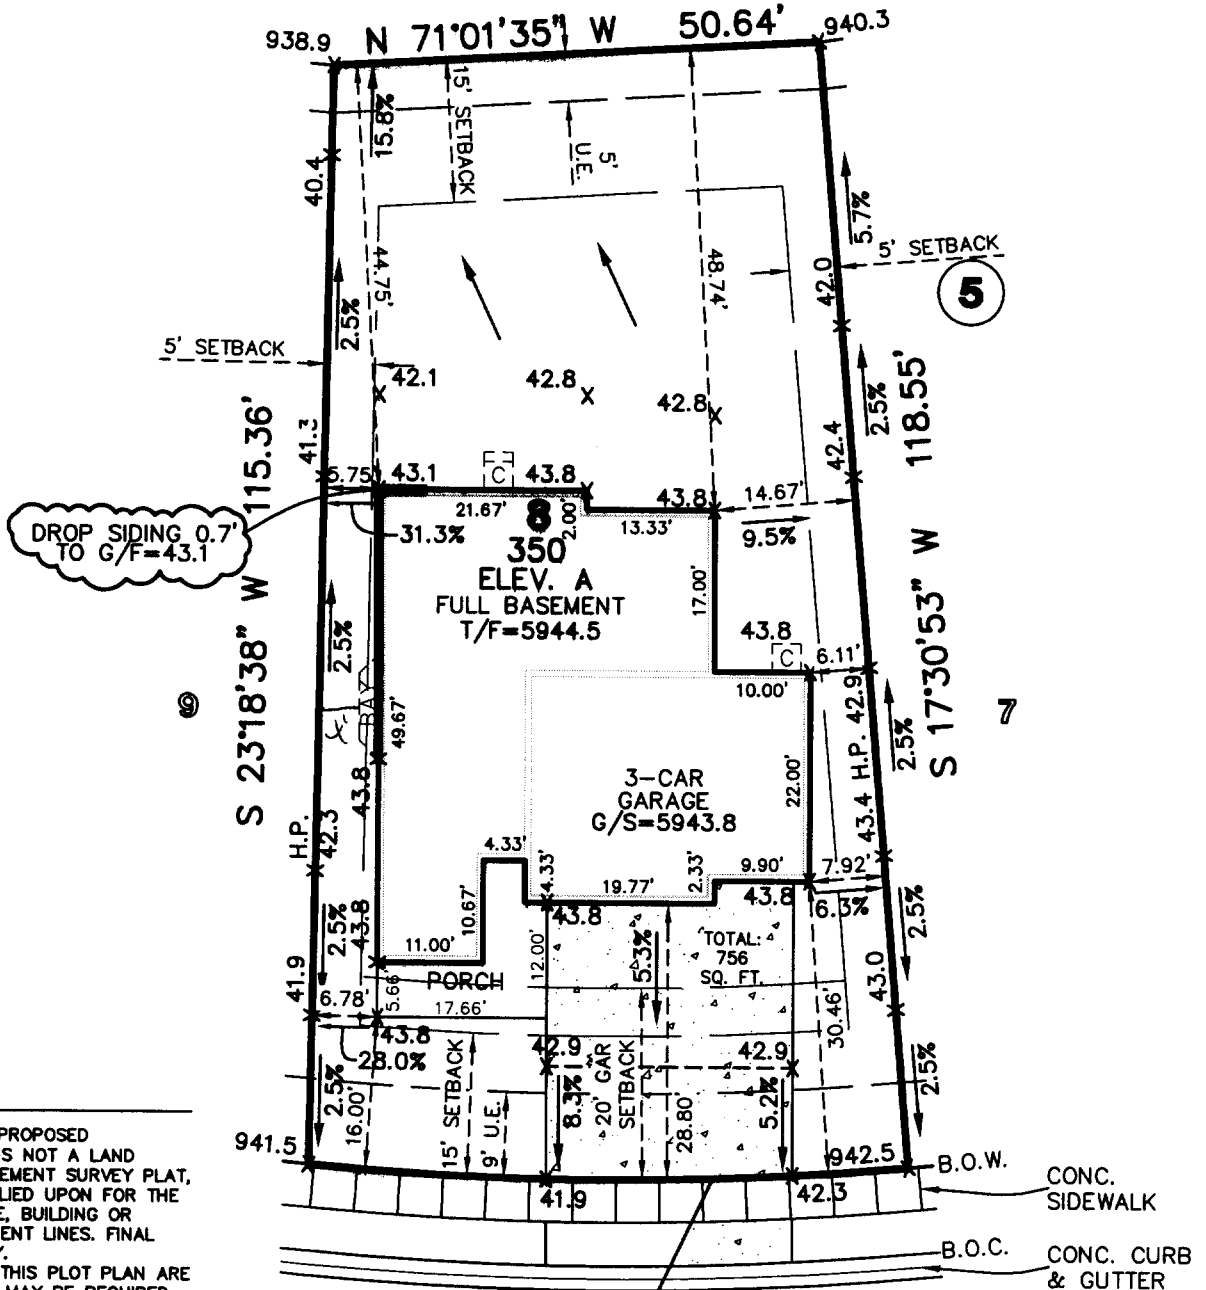 938.9
N 71°01'35" W 50.64'
940.3
15.8%
15' SETBACK
5'
U.E.
40.4
5.7%
5' SETBACK
5
44.75'
48.74'
42.0
2.5%
5' SETBACK
42.1
42.8
42.8
2.5%
118.55'
115.36'
41.3
42.4
5.75'
43.1
C
43.8
43.8
14.67'
21.67'
8
2.00'
13.33'
9.5%
31.3%
DROP SIDING 0.7'
TO G/F=43.1
350
ELEV. A
FULL BASEMENT
T/F=5944.5
17.00'
43.8
C
6.11'
10.00'
2.5%
S 23°18'38" W
S 17°30'53" W
9
BAY
49.67'
42.9
7
H.P.
2.5%
43.8
3-CAR
GARAGE
G/S=5943.8
22.00'
H.P.
42.3
43.4
4.33'
4.33'
19.77'
2.33'
9.90'
7.92'
43.8
43.8
6.3%
10.67'
2.5%
43.8
11.00'
12.00'
5.3%
TOTAL:
756
SQ. FT.
2.5%
41.9
PORCH
43.0
6.78'
5.66'
17.66'
30.46'
43.8
28.0%
42.9
42.9
2.5%
16.00'
15' SETBACK
9' U.E.
8.3%
20' GAR
SETBACK
28.80'
5.2%
2.5%
941.5
942.5
B.O.W.
41.9
42.3
CONC.
SIDEWALK
B.O.C.
CONC. CURB
& GUTTER
PROPOSED
S NOT A LAND
EMENT SURVEY PLAT,
LIED UPON FOR THE
E, BUILDING OR
ENT LINES. FINAL
THIS PLOT PLAN ARE
MAY BE REQUIRED